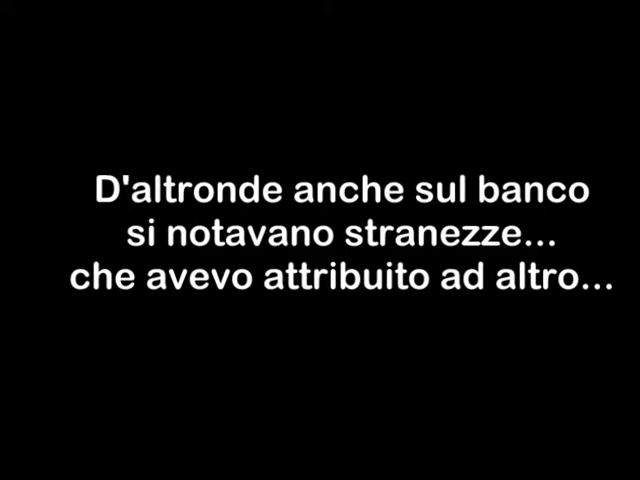 D'altronde anche sul banco
si notavano stranezze...
che avevo attribuito ad altro...